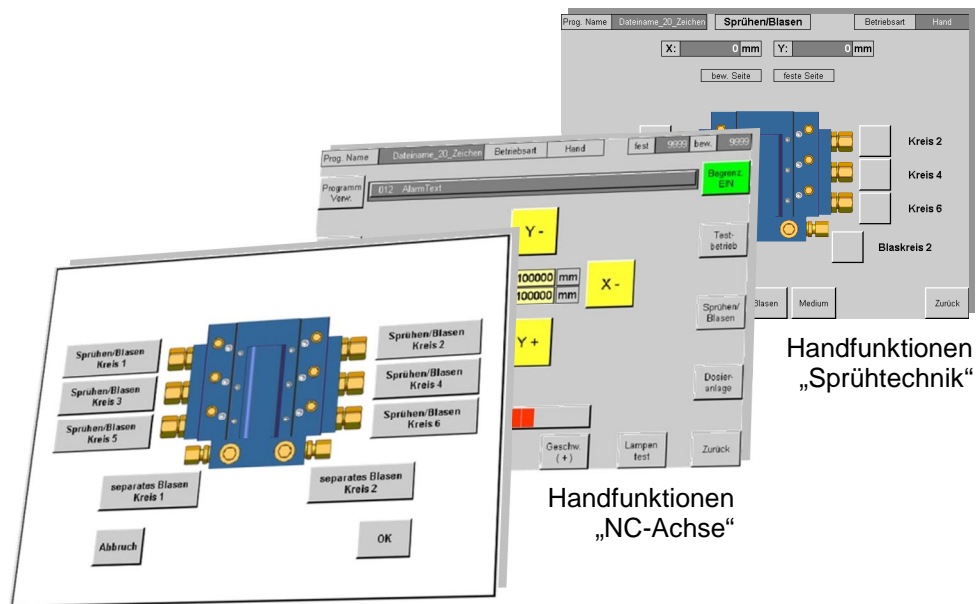 Prog. Name Dateiname_20_Zeichen Sprühen/Blasen Betriebsart Hand
X: 0 mm Y: 0 mm
bew. Seite feste Seite
Kreis 2
Kreis 4
Kreis 6
Blaskreis 2
Blasen Medium Zurück
Handfunktionen
„Sprühtechnik“
Prog. Name Dateiname_20_Zeichen Betriebsart Hand fest 9999 bew. 9999
Programm
Verw.
012 AlarmText
Begrenz.
EIN
Y -
Test-
betrieb
100000 mm
100000 mm
X -
Sprühen/
Blasen
Y +
Dosier-
anlage
Geschw.
(+)
Lampen
test
Zurück
Handfunktionen
„NC-Achse“
Sprühen/Blasen
Kreis 1
Sprühen/Blasen
Kreis 2
Sprühen/Blasen
Kreis 3
Sprühen/Blasen
Kreis 4
Sprühen/Blasen
Kreis 5
Sprühen/Blasen
Kreis 6
separates Blasen
Kreis 1
separates Blasen
Kreis 2
Abbruch
OK